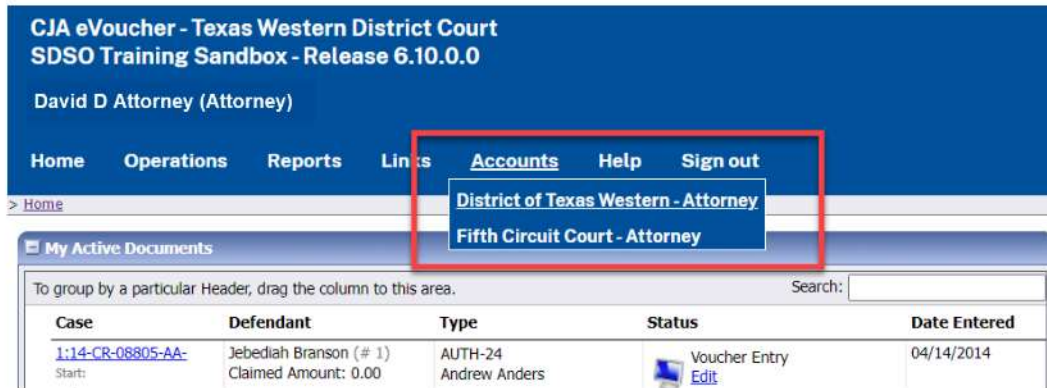 CJA eVoucher - Texas Western District Court
SDSO Training Sandbox - Release 6.10.0.0
David D Attorney (Attorney)
Home Operations Reports Links Accounts Help Sign out
District of Texas Western - Attorney
Fifth Circuit Court - Attorney
> Home
My Active Documents
To group by a particular Header, drag the column to this area. Search:
Case Defendant Type Status Date Entered
1:14-CR-08805-AA- Jebediah Branson (# 1) AUTH-24 Voucher Entry 04/14/2014
Start: Claimed Amount: 0.00 Andrew Anders Edit